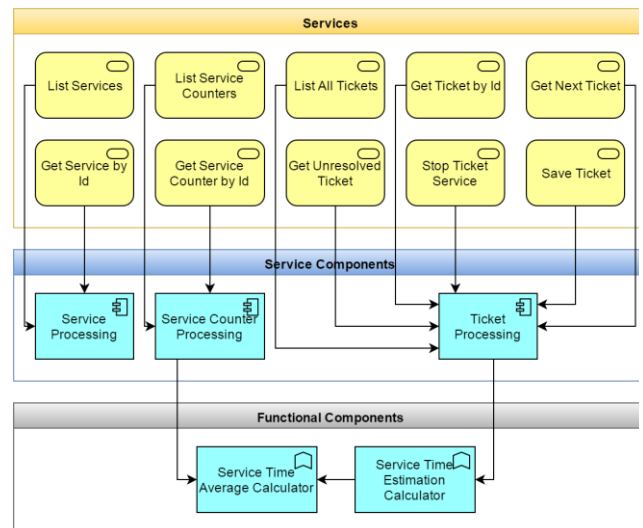 Services
List Services
List Service
Counters
List All Tickets
Get Ticket by Id
Get Next Ticket
Get Service by
Id
Get Service
Counter by Id
Get Unresolved
Ticket
Stop Ticket
Service
Save Ticket
Service Components
Service
Processing
Service Counter
Processing
Ticket
Processing
Functional Components
Service Time
Average Calculator
Service Time
Estimation
Calculator